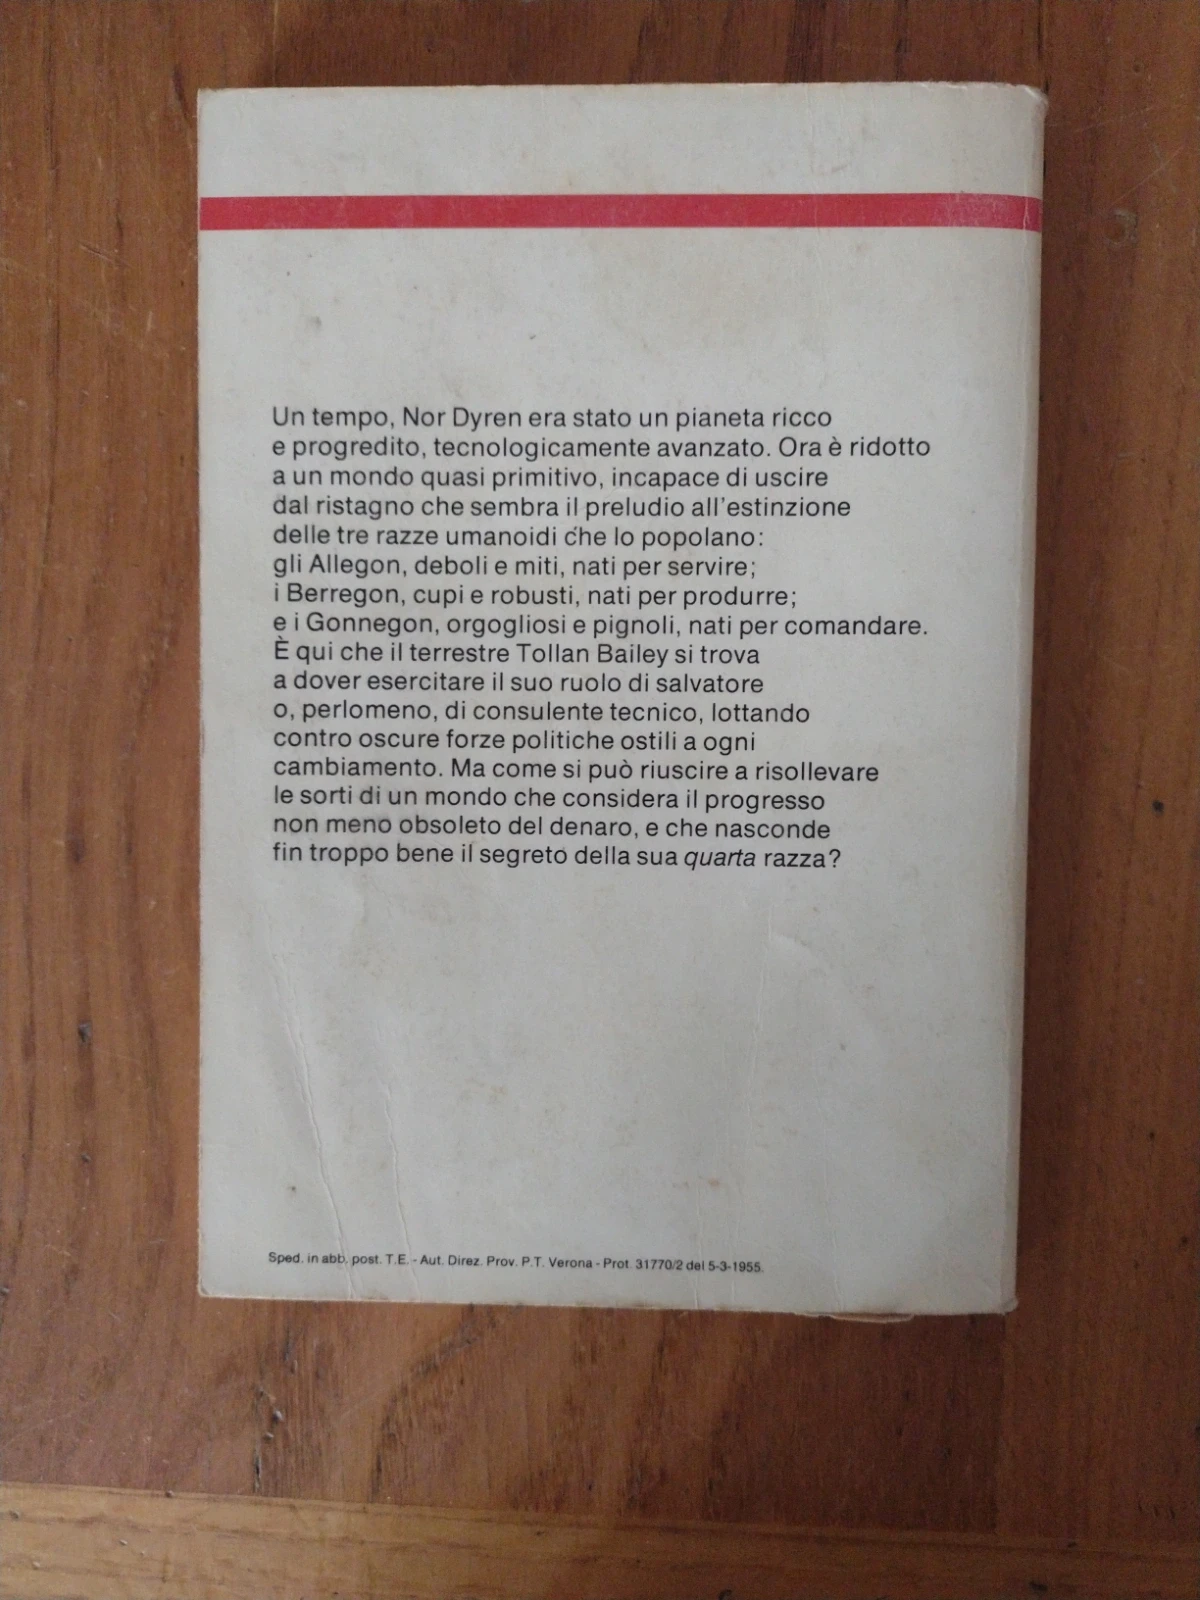 Un tempo, Nor Dyren era stato un pianeta ricco
e progredito, tecnologicamente avanzato. Ora è ridotto
a un mondo quasi primitivo, incapace di uscire
dal ristagno che sembra il preludio all'estinzione
delle tre razze umanoidi che lo popolano:
gli Allegon, deboli e miti, nati per servire;
i Berregon, cupi e robusti, nati per produrre;
e i Gonnegon, orgogliosi e pignoli, nati per comandare.
È qui che il terrestre Tollan Bailey si trova
a dover esercitare il suo ruolo di salvatore
o, perlomeno, di consulente tecnico, lottando
contro oscure forze politiche ostili a ogni
cambiamento. Ma come si può riuscire a risollevare
le sorti di un mondo che considera il progresso
non meno obsoleto del denaro, e che nasconde
fin troppo bene il segreto della sua quarta razza?
Sped. in abb. post. T.E. - Aut. Direz. Prov. P.T. Verona - Prot. 31770/2 del 5-3-1955.